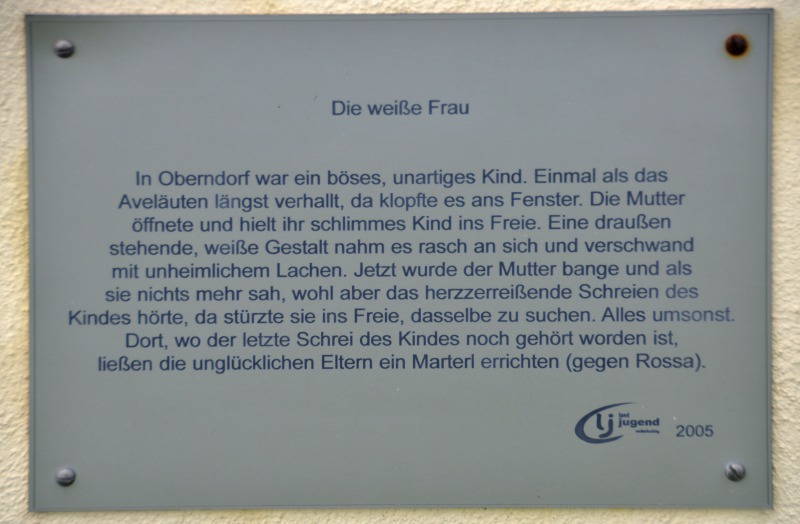 Die weiße Frau
In Oberndorf war ein böses, unartiges Kind. Einmal als das
Aveläuten längst verhallt, da klopfte es ans Fenster. Die Mutter
öffnete und hielt ihr schlimmes Kind ins Freie. Eine draußen
stehende, weiße Gestalt nahm es rasch an sich und verschwand
mit unheimlichem Lachen. Jetzt wurde der Mutter bange und als
sie nichts mehr sah, wohl aber das herzzerreißende Schreien des
Kindes hörte, da stürzte sie ins Freie, dasselbe zu suchen. Alles umsonst.
Dort, wo der letzte Schrei des Kindes noch gehört worden ist,
ließen die unglücklichen Eltern ein Marterl errichten (gegen Rossa).
lj land
jugend
2005